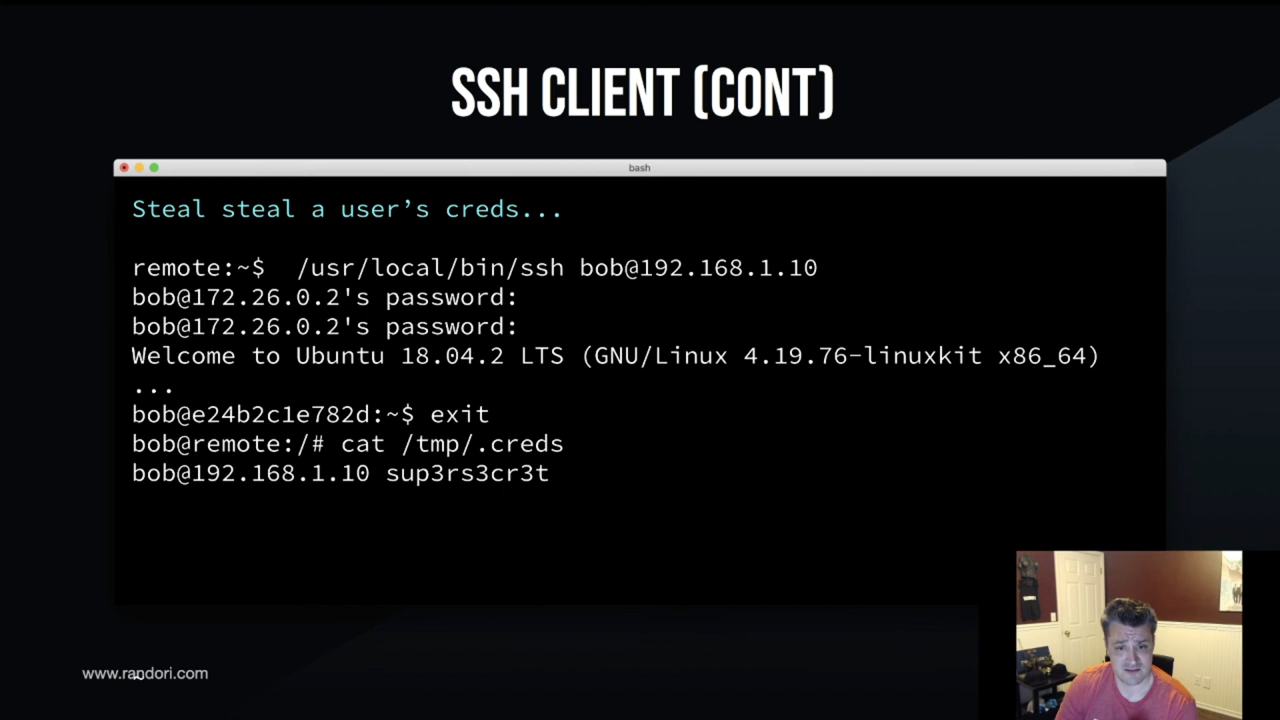 SSH CLIENT (CONT)
bash
Steal steal a user’s creds...
remote:~$  /usr/local/bin/ssh bob@192.168.1.10
bob@172.26.0.2's password:
bob@172.26.0.2's password:
Welcome to Ubuntu 18.04.2 LTS (GNU/Linux 4.19.76-linuxkit x86_64)
...
bob@e24b2c1e782d:~$ exit
bob@remote:/# cat /tmp/.creds
bob@192.168.1.10 sup3rs3cr3t
www.randori.com